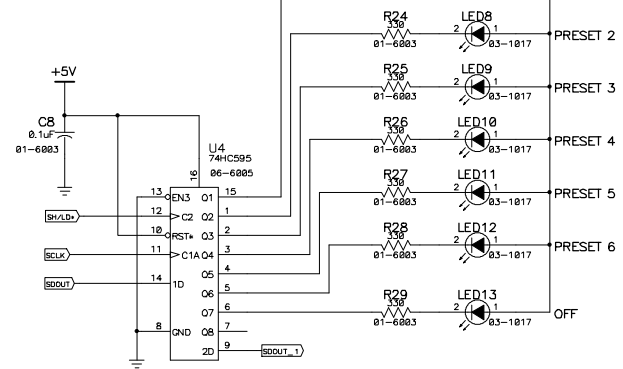 R24
330
01-6003
LED8
2 1
03-1017
PRESET 2
R25
330
01-6003
LED9
2 1
03-1017
PRESET 3
+5V
C8
0.1uF
01-6003
R26
330
01-6003
LED10
2 1
03-1017
PRESET 4
U4
74HC595
06-6005
16
R27
330
01-6003
LED11
2 1
03-1017
PRESET 5
R28
330
01-6003
LED12
2 1
03-1017
PRESET 6
R29
330
01-6003
LED13
2 1
03-1017
OFF
13 EN3 Q1 15
SH/LD* 12 C2 Q2 1
10 RST* Q3 2
SCLK 11 C1A Q4 3
Q5 4
SDOUT 14 1D
Q6 5
Q7 6
8 GND Q8 7
2D 9 SDOUT_1